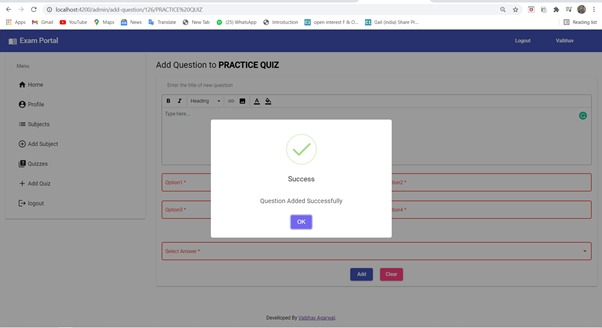 localhost:4200/admin/add-question/126/PRACTICE%20QUIZ
Apps Gmail YouTube Maps News Translate New Tab (25) WhatsApp Introduction open interest F & O... Gail (India) Share Pri... Reading list
Exam Portal Logout Vaibhav
Menu
Home
Profile
Subjects
Add Subject
Quizzes
Add Quiz
logout
Add Question to PRACTICE QUIZ
Enter the title of new question
B I Heading A
Type here...
Option1 *
tion2 *
Option3 *
tion4 *
Select Answer *
Add Clear
Success
Question Added Successfully
OK
Developed By Vaibhav Agarwal